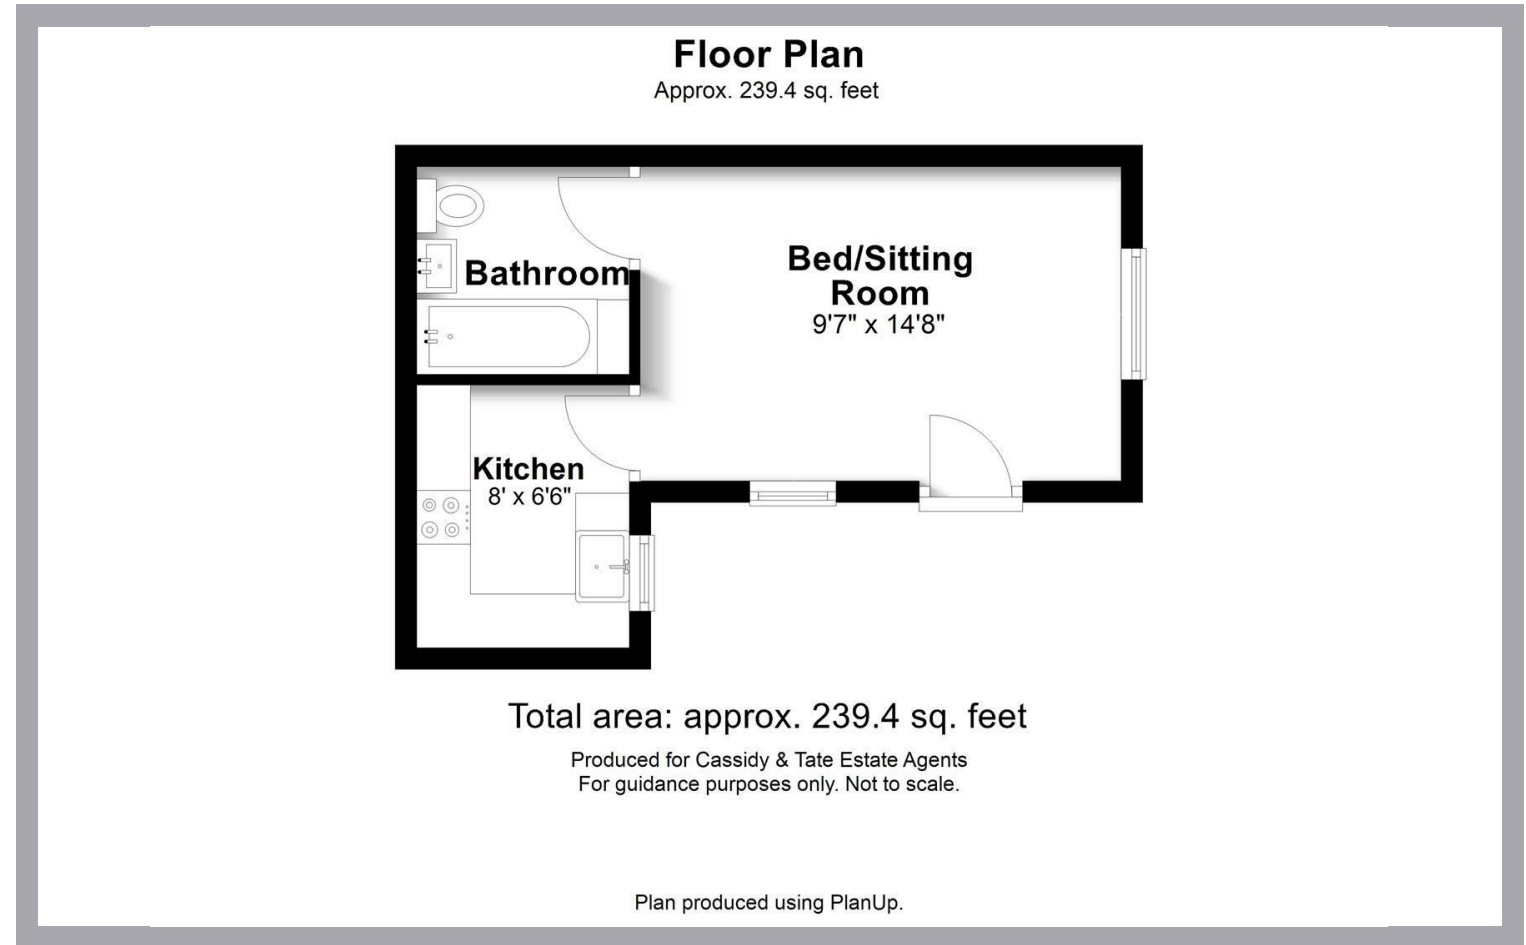 Floor Plan
Approx. 239.4 sq. feet
Bathroom
Bed/Sitting
Room
9'7" x 14'8"
Kitchen
8' x 6'6"
Total area: approx. 239.4 sq. feet
Produced for Cassidy & Tate Estate Agents
For guidance purposes only. Not to scale.
Plan produced using PlanUp.